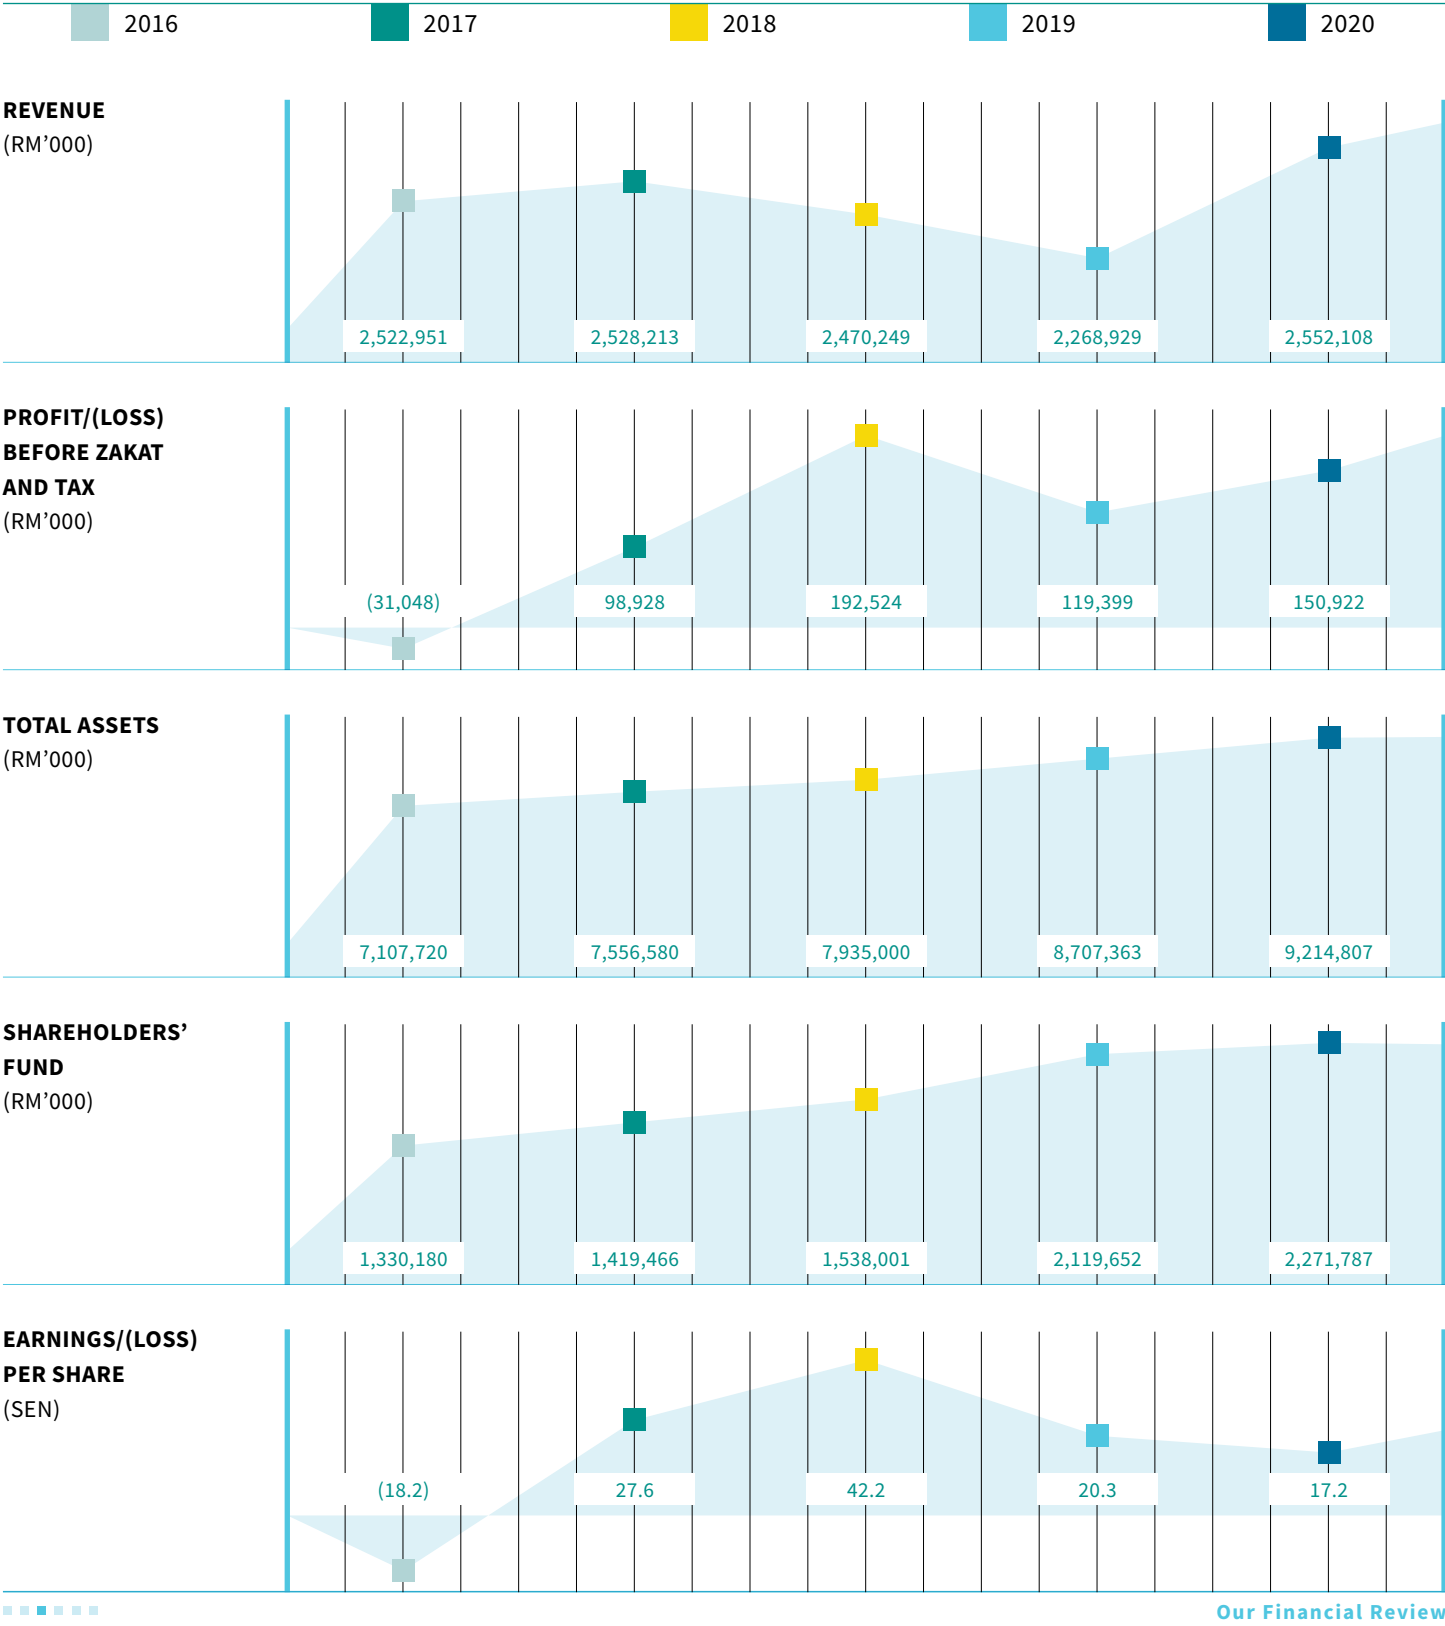 2016 2017 2018 2019 2020
REVENUE
(RM’000)
2,522,951 2,528,213 2,470,249 2,268,929 2,552,108
PROFIT/(LOSS)
BEFORE ZAKAT
AND TAX
(RM’000)
(31,048) 98,928 192,524 119,399 150,922
TOTAL ASSETS
(RM’000)
7,107,720 7,556,580 7,935,000 8,707,363 9,214,807
SHAREHOLDERS’
FUND
(RM’000)
1,330,180 1,419,466 1,538,001 2,119,652 2,271,787
EARNINGS/(LOSS)
PER SHARE
(SEN)
(18.2) 27.6 42.2 20.3 17.2
Our Financial Review